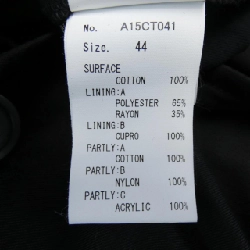 No. A15CT041
Size. 44
SURFACE
COTTON 100%
LINING:A
POLYESTER 65%
RAYON 35%
LINING:B
CUPRO 100%
PARTLY:A
COTTON 100%
PARTLY:B
NYLON 100%
PARTLY:C
ACRYLIC 100%